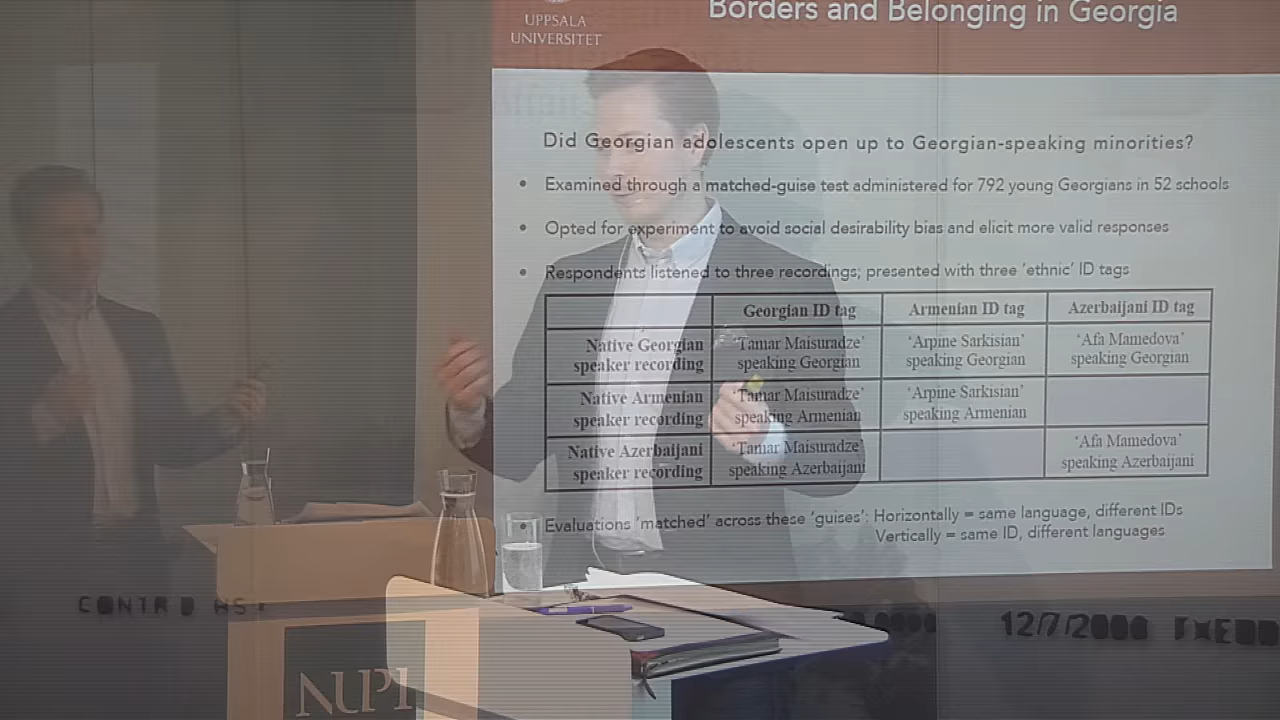 UPPSALA
UNIVERSITET
Borders and Belonging in Georgia
Did Georgian adolescents open up to Georgian-speaking minorities?
• Examined through a matched-guise test administered for 792 young Georgians in 52 schools
• Opted for experiment to avoid social desirability bias and elicit more valid responses
• Respondents listened to three recordings; presented with three 'ethnic' ID tags
Georgian ID tag Armenian ID tag Azerbaijani ID tag
Native Georgian speaker recording 'Tamar Maisuradze' speaking Georgian 'Arpine Sarkisian' speaking Georgian 'Afa Mamedova' speaking Georgian
Native Armenian speaker recording 'Tamar Maisuradze' speaking Armenian 'Arpine Sarkisian' speaking Armenian
Native Azerbaijani speaker recording 'Tamar Maisuradze' speaking Azerbaijani 'Afa Mamedova' speaking Azerbaijani
• Evaluations 'matched' across these 'guises': Horizontally = same language, different IDs
Vertically = same ID, different languages
NUPI